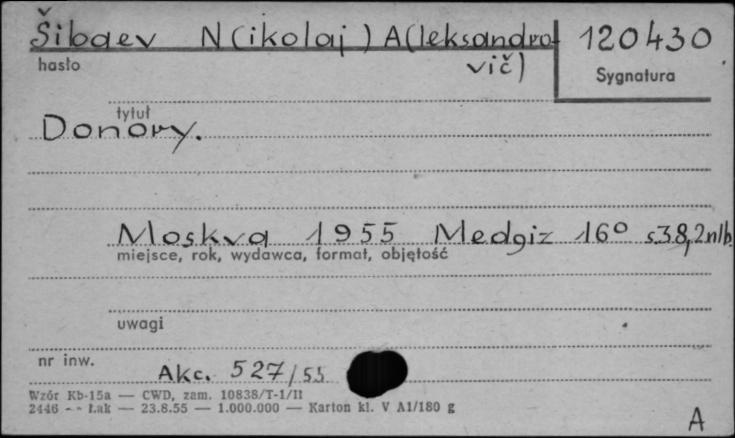 Šibaev N(ikolaj) A(leksandro- 120430
hasło vič) Sygnatura
tytuł
Donory.
Moskva 1955 Medgiz 16° s38,2nlb
miejsce, rok, wydawca, format, objętość
uwagi
nr inw. Akc. 527/55
Wzór Kb-15a — CWD, zam. 10838/T-1/II
2446 -- Łak — 23.8.55 — 1.000.000 — Karton kl. V A1/180 g
A